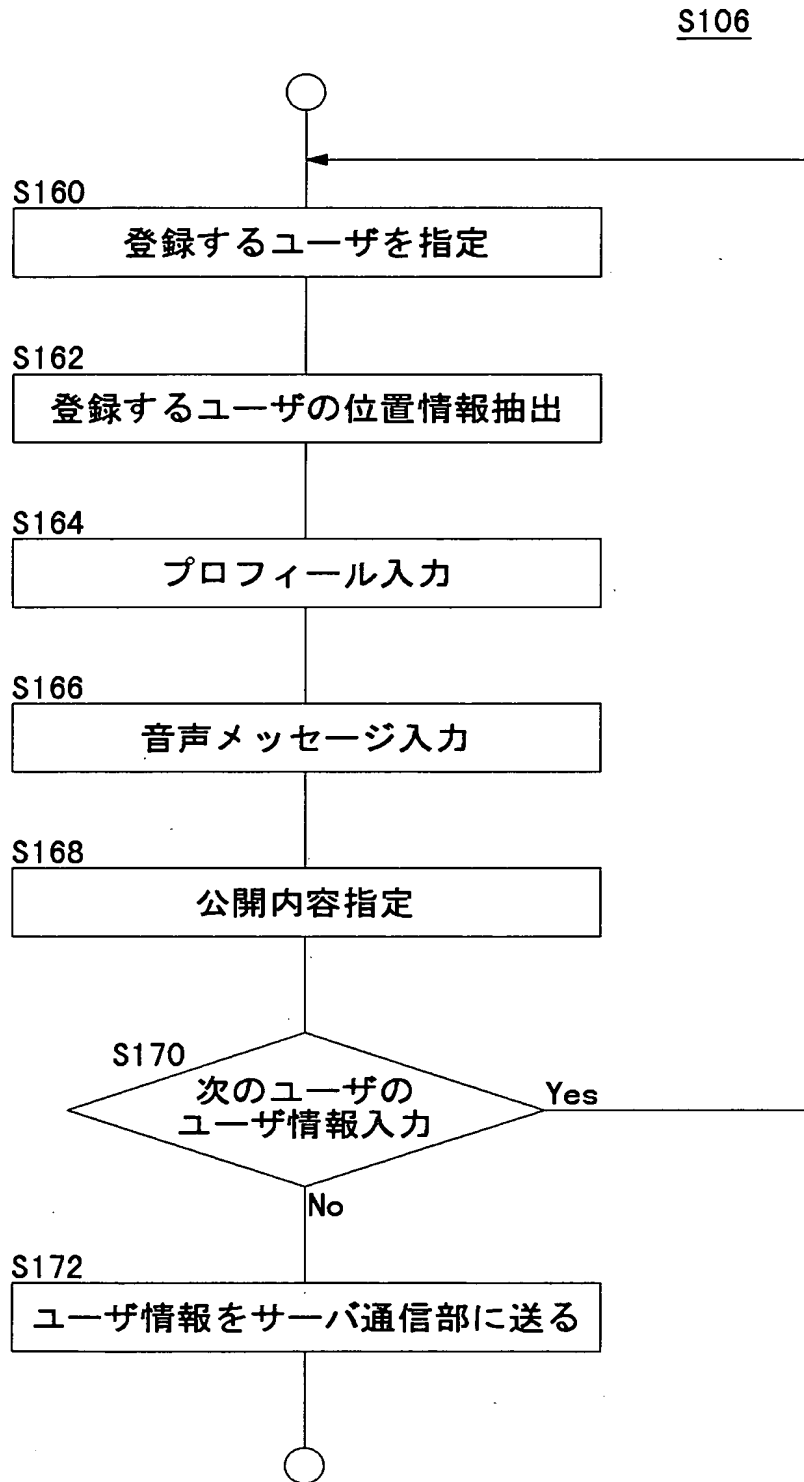 S106
S160
登録するユーザを指定
S162
登録するユーザの位置情報抽出
S164
プロフィール入力
S166
音声メッセージ入力
S168
公開内容指定
S170
次のユーザの
ユーザ情報入力
Yes
No
S172
ユーザ情報をサーバ通信部に送る